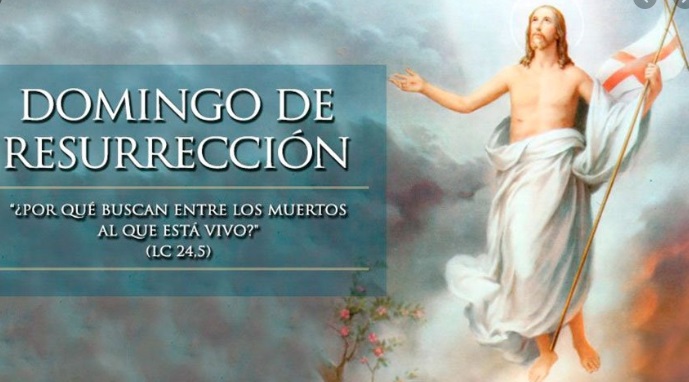 DOMINGO DE
RESURRECCIÓN
"¿POR QUÉ BUSCAN ENTRE LOS MUERTOS
AL QUE ESTÁ VIVO?"
(LC 24,5)